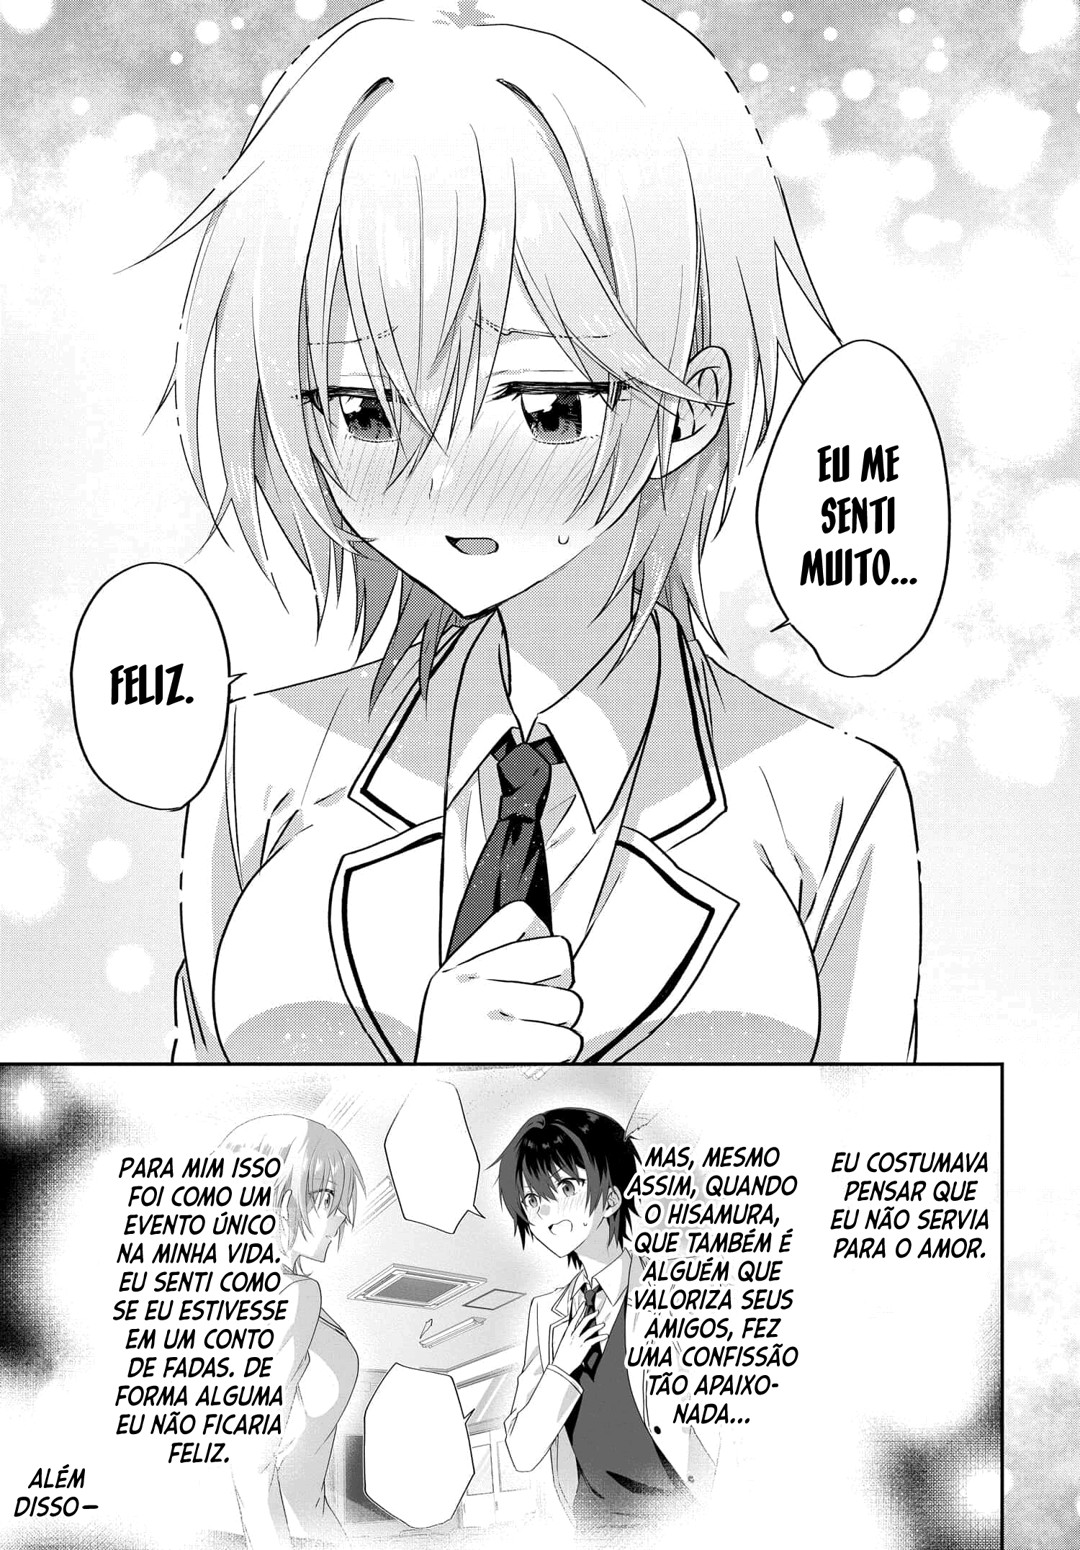 EU ME
SENTI
MUITO...
FELIZ.
EU COSTUMAVA
PENSAR QUE
EU NÃO SERVIA
PARA O AMOR.
MAS, MESMO
ASSIM, QUANDO
O HISAMURA,
QUE TAMBÉM É
ALGUÉM QUE
VALORIZA SEUS
AMIGOS, FEZ
UMA CONFISSÃO
TÃO APAIXO-
NADA...
PARA MIM ISSO
FOI COMO UM
EVENTO ÚNICO
NA MINHA VIDA.
EU SENTI COMO
SE EU ESTIVESSE
EM UM CONTO
DE FADAS. DE
FORMA ALGUMA
EU NÃO FICARIA
FELIZ.
ALÉM
DISSO—